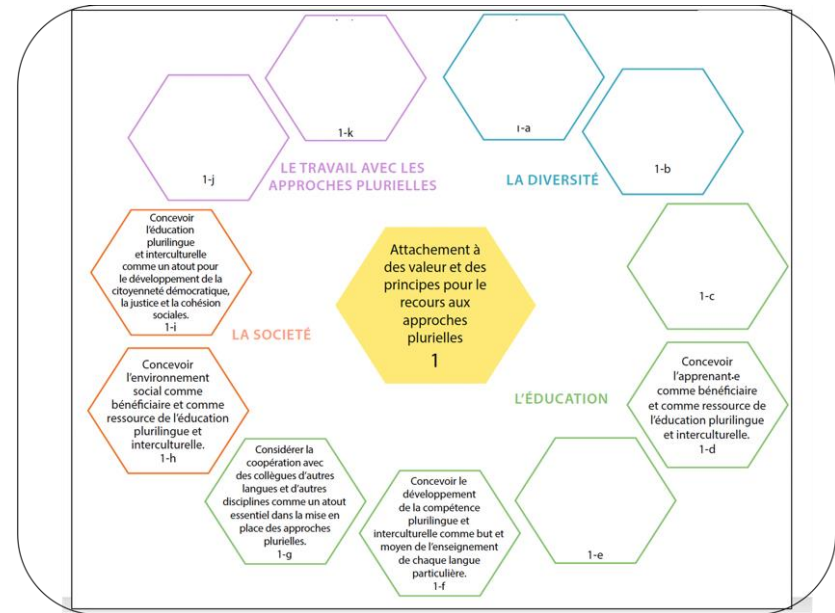 1-k
1-a
1-j
1-b
LE TRAVAIL AVEC LES
APPROCHES PLURIELLES
LA DIVERSITÉ
Concevoir
l'éducation
plurilingue
et interculturelle
comme un atout pour
le développement de la
citoyenneté démocratique,
la justice et la cohésion
sociales.
1-i
Attachement à
des valeur et des
principes pour le
recours aux
approches
plurielles
1
1-c
LA SOCIETÉ
Concevoir
l'environnement
social comme
bénéficiaire et comme
ressource de l'éducation
plurilingue et
interculturelle.
1-h
L'ÉDUCATION
Concevoir
l'apprenant·e
comme bénéficiaire
et comme ressource de
l'éducation plurilingue
et interculturelle.
1-d
Considérer la
coopération avec
des collègues d'autres
langues et d'autres
disciplines comme un atout
essentiel dans la mise en
place des approches
plurielles.
1-g
Concevoir le
développement
de la compétence
plurilingue et
interculturelle comme but et
moyen de l'enseignement
de chaque langue
particulière.
1-f
1-e